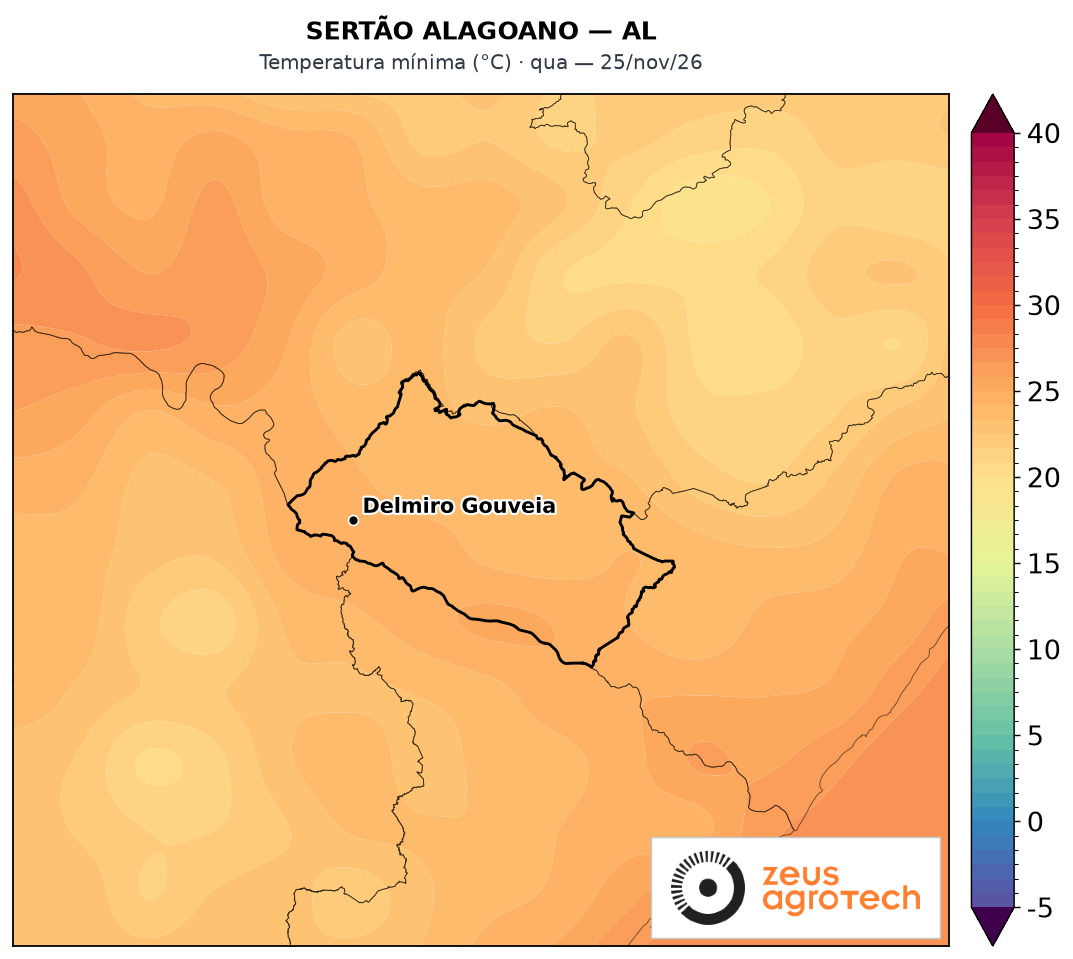 SERTÃO ALAGOANO — AL
Temperatura mínima (°C) · qua — 25/nov/26
40
35
30
25
20
15
10
5
0
-5
Delmiro Gouveia
zeus
agrotech